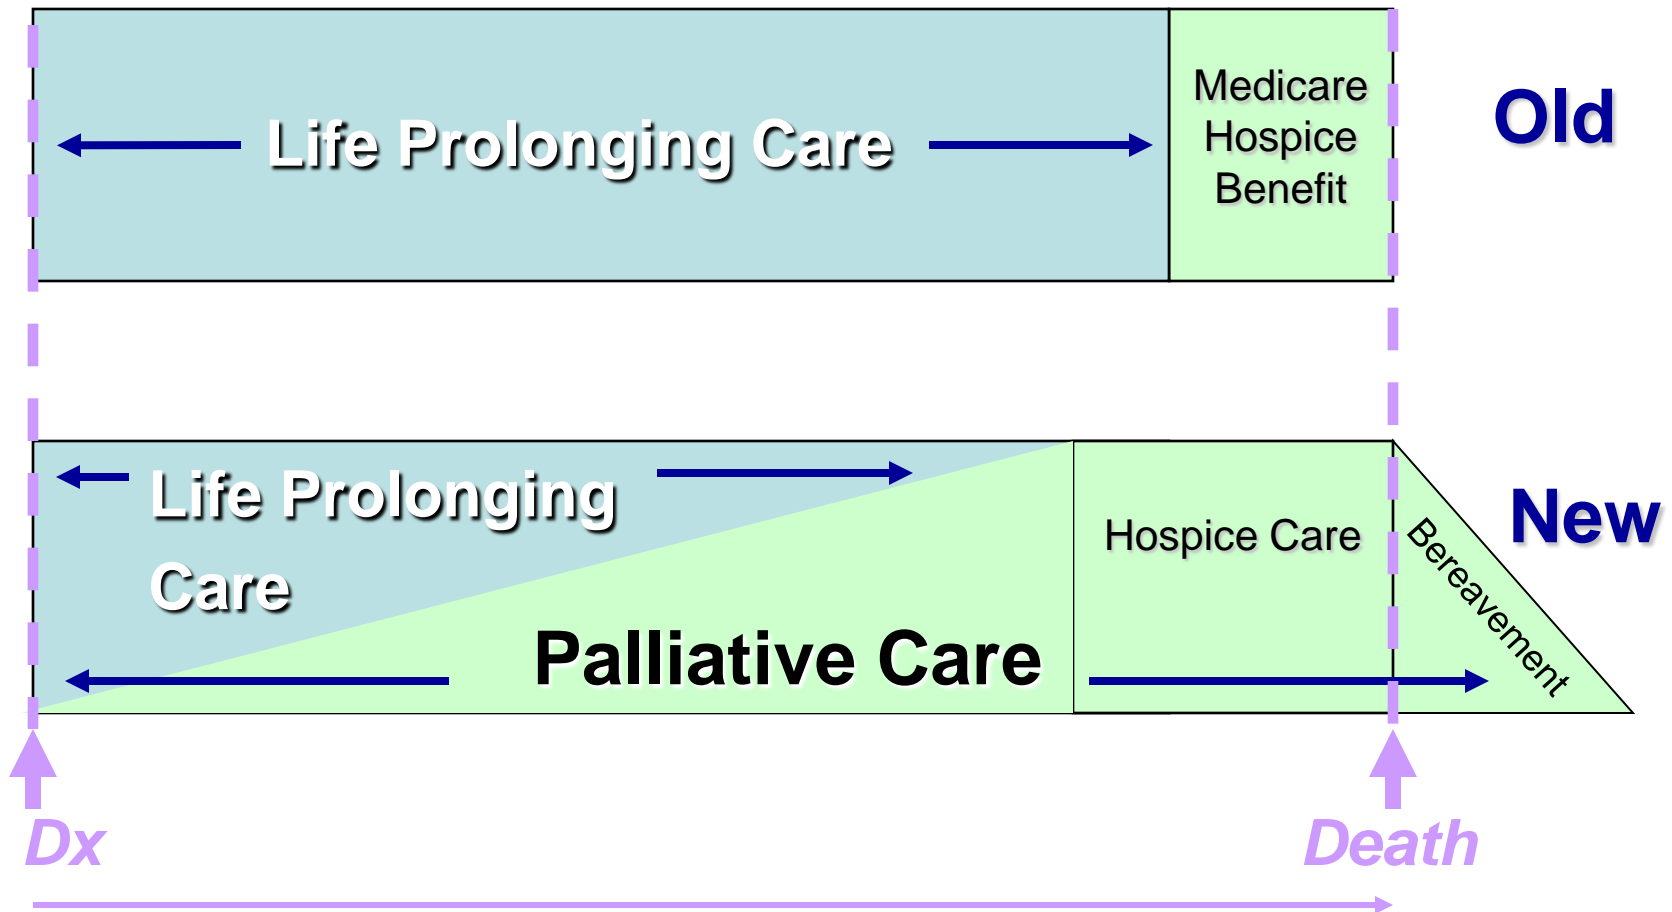 Life Prolonging Care
Medicare
Hospice
Benefit
Old
Life Prolonging
Care
Palliative Care
Hospice Care
Bereavement
New
Dx
Death